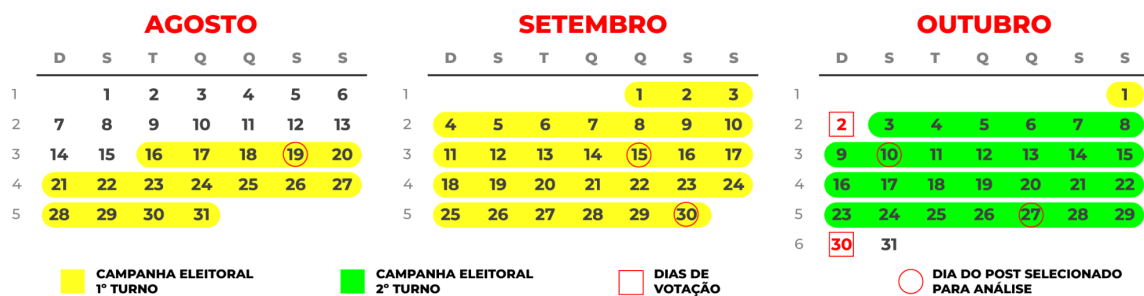 AGOSTO
D S T Q Q S S
1 1 2 3 4 5 6
2 7 8 9 10 11 12 13
3 14 15 16 17 18 19 20
4 21 22 23 24 25 26 27
5 28 29 30 31
SETEMBRO
D S T Q Q S S
1 1 2 3
2 4 5 6 7 8 9 10
3 11 12 13 14 15 16 17
4 18 19 20 21 22 23 24
5 25 26 27 28 29 30
OUTUBRO
D S T Q Q S S
1 1
2 2 3 4 5 6 7 8
3 9 10 11 12 13 14 15
4 16 17 18 19 20 21 22
5 23 24 25 26 27 28 29
6 30 31
CAMPANHA ELEITORAL
1º TURNO
CAMPANHA ELEITORAL
2º TURNO
DIAS DE
VOTAÇÃO
DIA DO POST SELECIONADO
PARA ANÁLISE